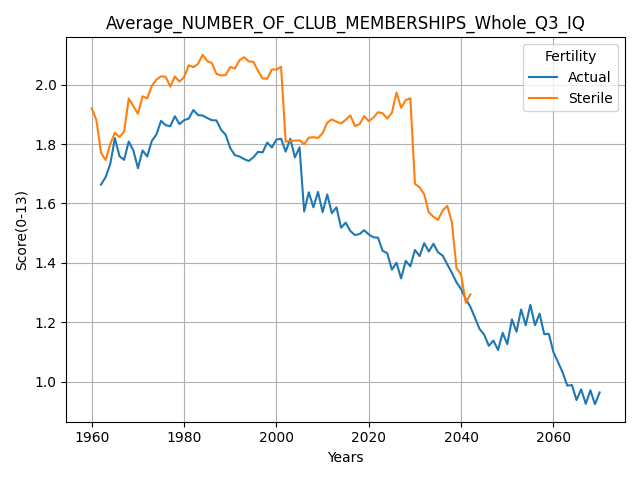 Average_NUMBER_OF_CLUB_MEMBERSHIPS_Whole_Q3_IQ
Fertility
Actual
Sterile
Score(0-13)
2.0
1.8
1.6
1.4
1.2
1.0
1960 1980 2000 2020 2040 2060
Years